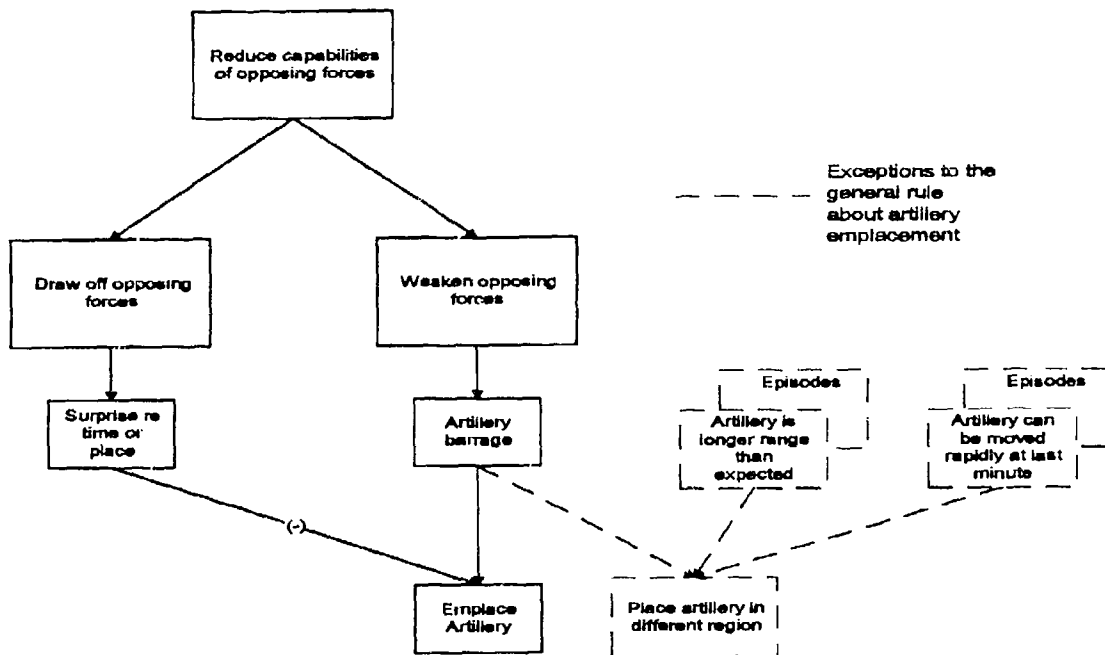 Reduce capabilities
of opposing forces
Exceptions to the
general rule
about artillery
emplacement
Draw off opposing
forces
Weaken opposing
forces
Surprise re
time or
place
Artillery
barrage
Episodes
Artillery is
longer range
than
expected
Episodes
Artillery can
be moved
rapidly at last
minute
(-)
Emplace
Artillery
Place artillery in
different region